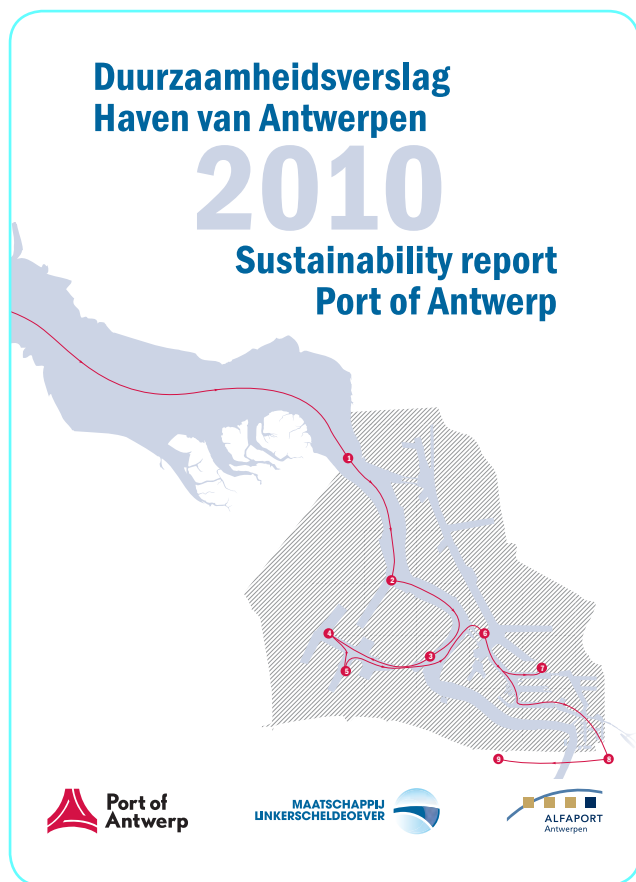 Duurzaamheidsverslag
Haven van Antwerpen
2010
Sustainability report
Port of Antwerp
1
2
4
6
3
5
7
9
8
Port of
Antwerp
MAATSCHAPPIJ
LINKERSCHELDEOEVER
ALFAPORT
Antwerpen